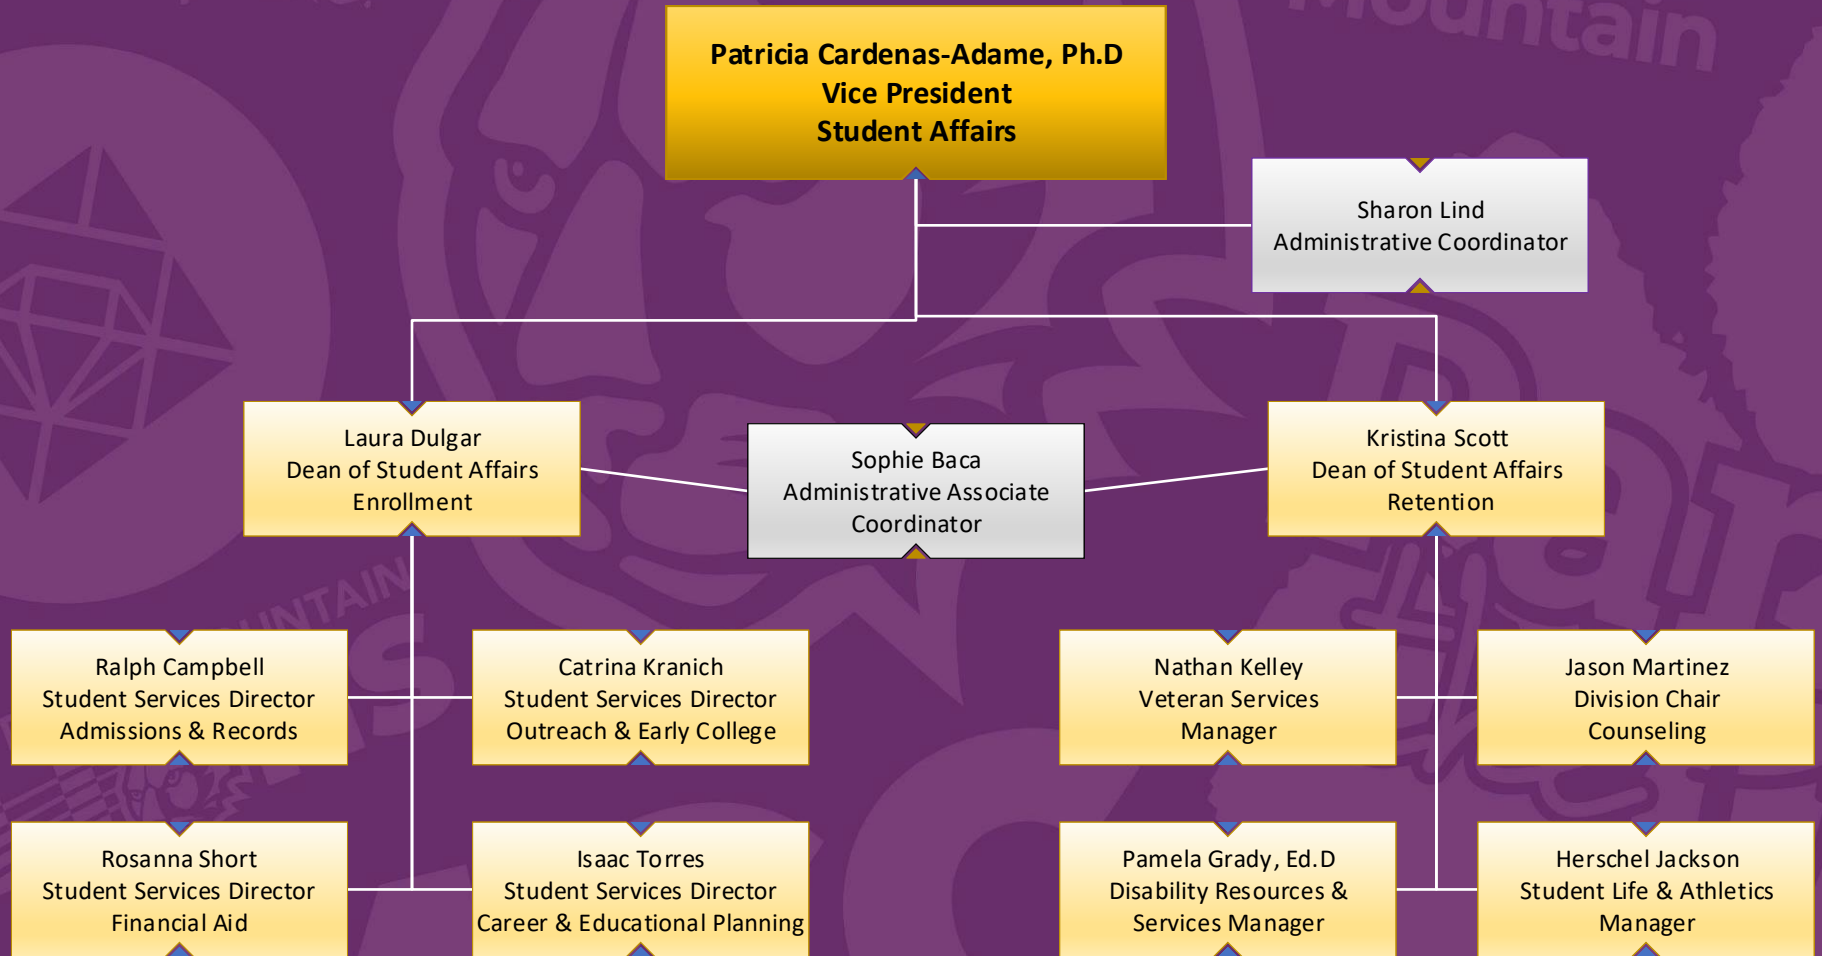 Mountain
Patricia Cardenas-Adame, Ph.D
Vice President
Student Affairs
Sharon Lind
Administrative Coordinator
Laura Dulgar
Dean of Student Affairs
Enrollment
Sophie Baca
Administrative Associate
Coordinator
Kristina Scott
Dean of Student Affairs
Retention
Ralph Campbell
Student Services Director
Admissions & Records
Catrina Kranich
Student Services Director
Outreach & Early College
Nathan Kelley
Veteran Services
Manager
Jason Martinez
Division Chair
Counseling
Rosanna Short
Student Services Director
Financial Aid
Isaac Torres
Student Services Director
Career & Educational Planning
Pamela Grady, Ed.D
Disability Resources &
Services Manager
Herschel Jackson
Student Life & Athletics
Manager